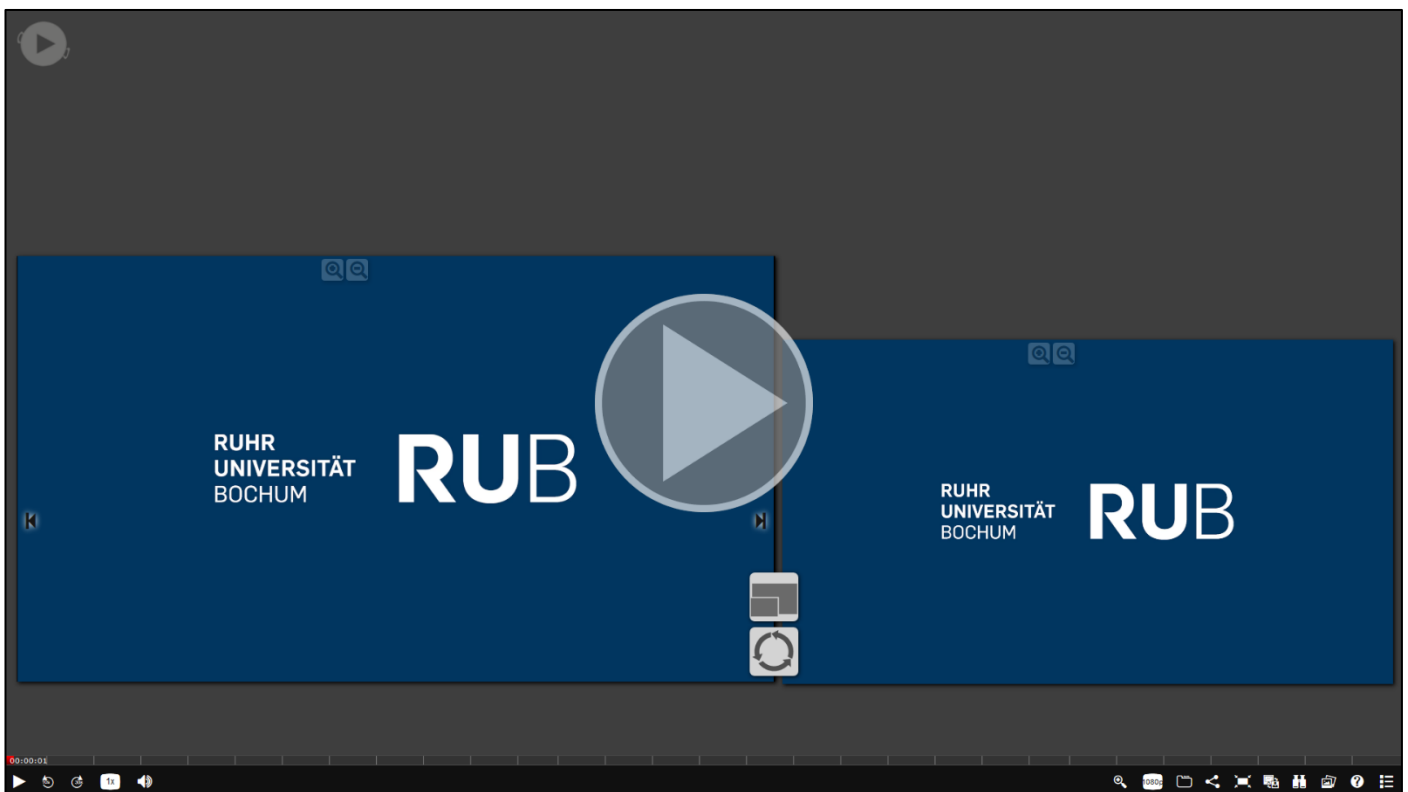 RUHR
UNIVERSITÄT
BOCHUM
RUB
RUHR
UNIVERSITÄT
BOCHUM
RUB
00:00:01
1x
1080p